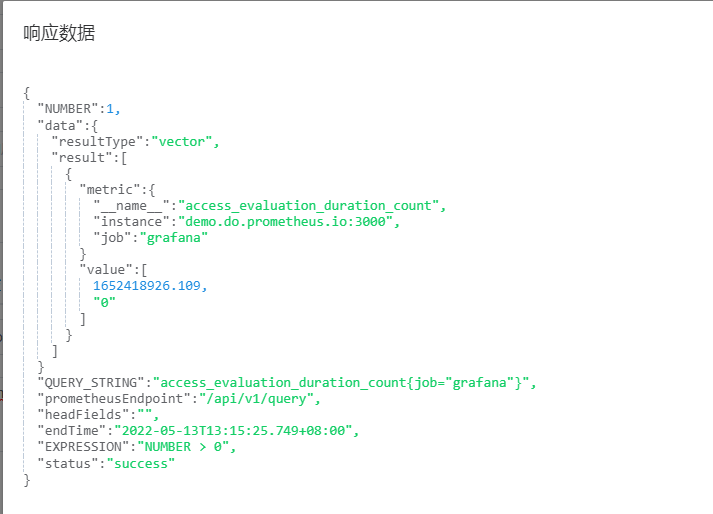 响应数据
{
"NUMBER":1,
"data":{
"resultType":"vector",
"result":[
{
"metric":{
"__name__":"access_evaluation_duration_count",
"instance":"demo.do.prometheus.io:3000",
"job":"grafana"
}
"value":[
1652418926.109,
"0"
]
}
]
}
"QUERY_STRING":"access_evaluation_duration_count{job="grafana"}",
"prometheusEndpoint":"/api/v1/query",
"headFields":"",
"endTime":"2022-05-13T13:15:25.749+08:00",
"EXPRESSION":"NUMBER > 0",
"status":"success"
}